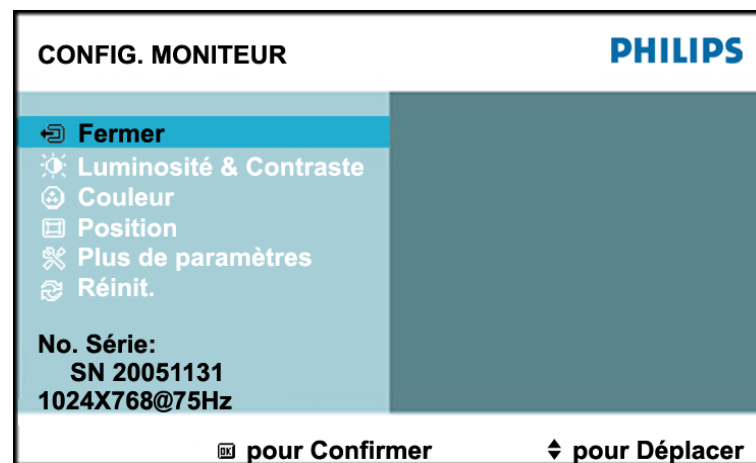 CONFIG. MONITEUR
PHILIPS
Fermer
Luminosité & Contraste
Couleur
Position
Plus de paramètres
Réinit.
No. Série:
SN 20051131
1024X768@75Hz
OK pour Confirmer
pour Déplacer